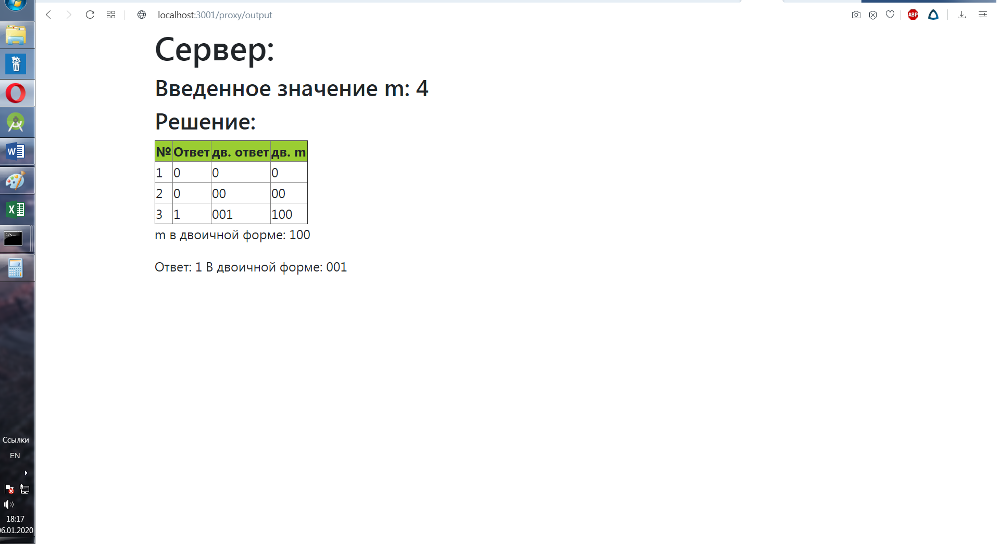 localhost:3001/proxy/output
ABP
Сервер:
Введенное значение m: 4
Решение:
№ Ответ дв. ответ дв. m
1 0 0 0
2 0 00 00
3 1 001 100
m в двоичной форме: 100
Ответ: 1 В двоичной форме: 001
Ссылки
EN
18:17
06.01.2020